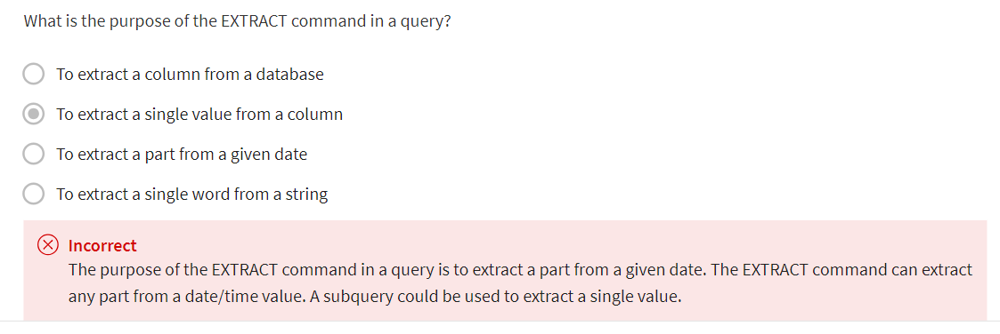 What is the purpose of the EXTRACT command in a query?
To extract a column from a database
To extract a single value from a column
To extract a part from a given date
To extract a single word from a string
Incorrect
The purpose of the EXTRACT command in a query is to extract a part from a given date. The EXTRACT command can extract
any part from a date/time value. A subquery could be used to extract a single value.